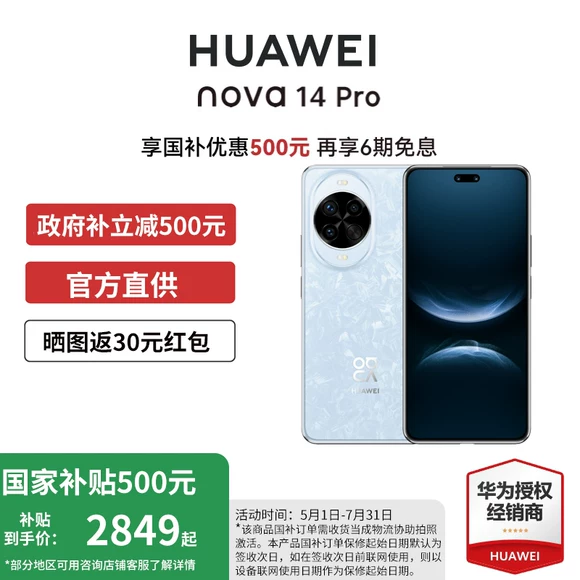 HUAWEI
nova 14 Pro
享国补优惠500元 再享6期免息
政府补立减500元
官方直供
晒图返30元红包
HUAWEI
国家补贴500元
补贴
到手价：2849起
*部分地区可用咨询店铺客服了解详情
活动时间：5月1日-7月31日
*该商品国补订单需收货当成物流协助拍照
激活。本产品国补订单保修起始日期默认为
签收次日，如在签收次日前联网使用，则以
设备联网使用日期作为保修起始日期。
华为授权
经销商
HUAWEI